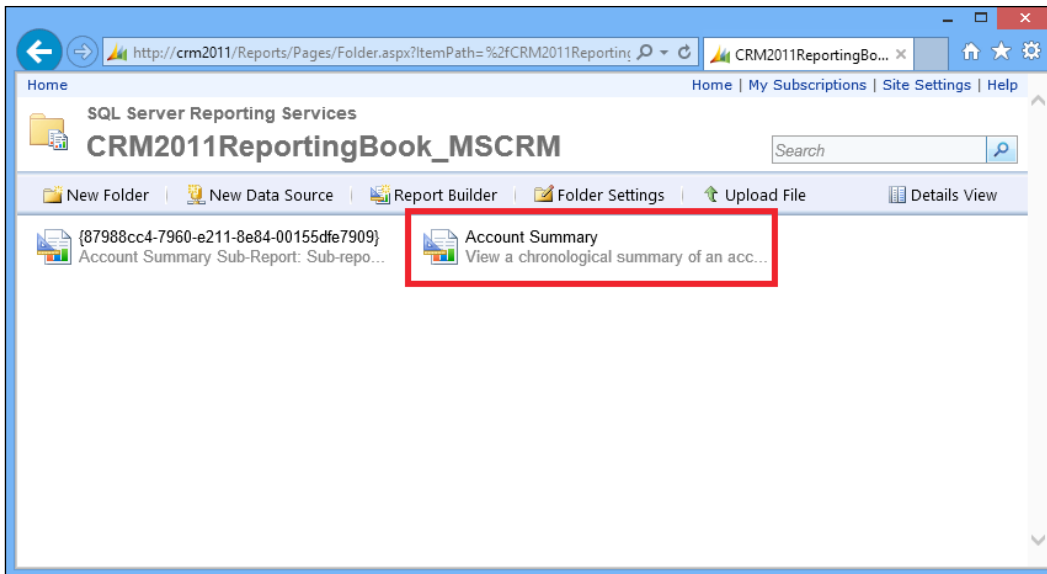 http://crm2011/Reports/Pages/Folder.aspx?ItemPath=%2fCRM2011Reporting
CRM2011ReportingBo...
Home
Home | My Subscriptions | Site Settings | Help
SQL Server Reporting Services
CRM2011ReportingBook_MSCRM
Search
New Folder | New Data Source | Report Builder | Folder Settings | Upload File
Details View
{87988cc4-7960-e211-8e84-00155dfe7909}
Account Summary Sub-Report: Sub-repo...
Account Summary
View a chronological summary of an acc...